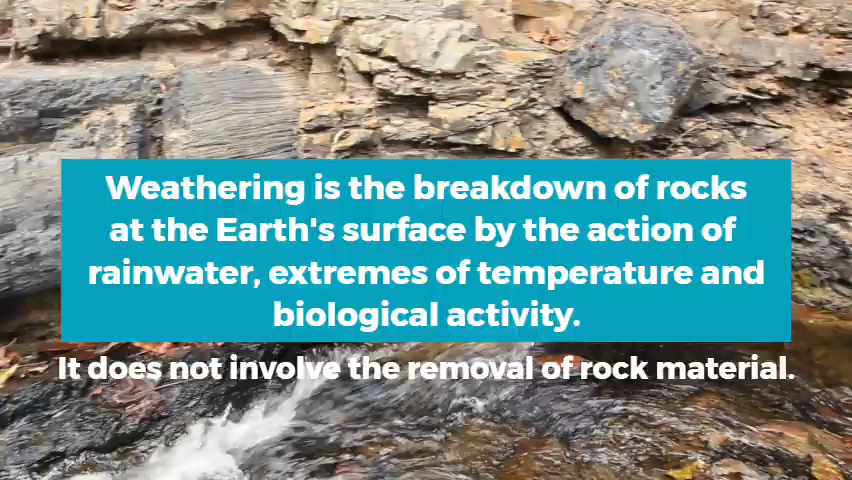 Weathering is the breakdown of rocks
at the Earth's surface by the action of
rainwater, extremes of temperature and
biological activity.
It does not involve the removal of rock material.